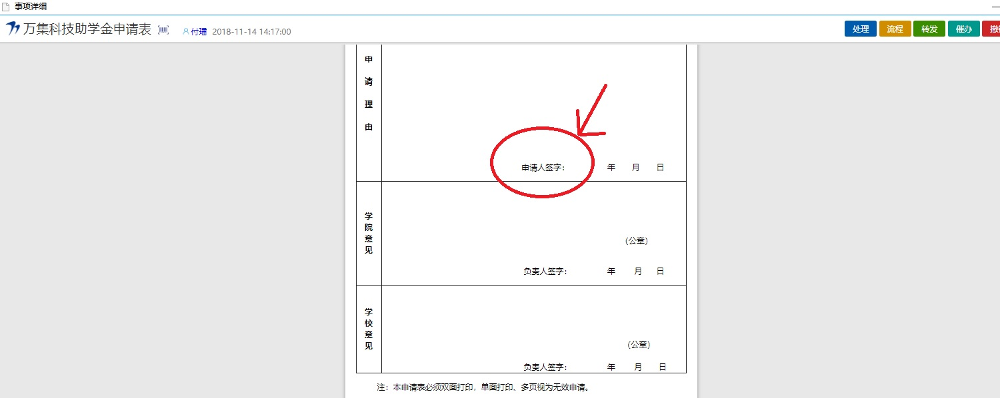 事项详细
万集科技助学金申请表 付珊 2018-11-14 14:17:00 处理 流程 转发 催办
申
请
理
由
申请人签字： 年 月 日
学
院
意
见
（公章）
负责人签字： 年 月 日
学
校
意
见
（公章）
负责人签字： 年 月 日
注：本申请表必须双面打印，单面打印、多页视为无效申请。